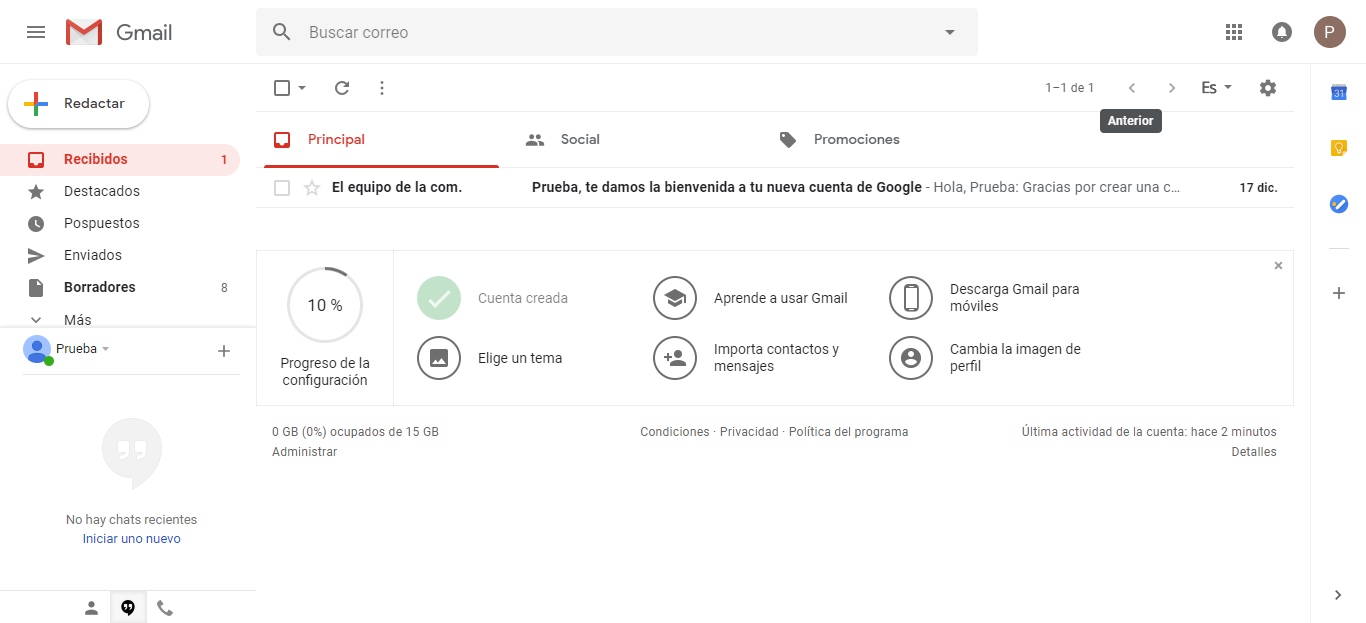 Gmail
Buscar correo
P
Redactar
1–1 de 1
Es
31
Anterior
Principal
Social
Promociones
Recibidos 1
Destacados
Pospuestos
Enviados
Borradores 8
Más
El equipo de la com. Prueba, te damos la bienvenida a tu nueva cuenta de Google - Hola, Prueba: Gracias por crear una c… 17 dic.
Prueba
10 %
Progreso de la
configuración
Cuenta creada
Aprende a usar Gmail
Descarga Gmail para
móviles
Elige un tema
Importa contactos y
mensajes
Cambia la imagen de
perfil
0 GB (0%) ocupados de 15 GB
Administrar
Condiciones · Privacidad · Política del programa
Última actividad de la cuenta: hace 2 minutos
Detalles
No hay chats recientes
Iniciar uno nuevo